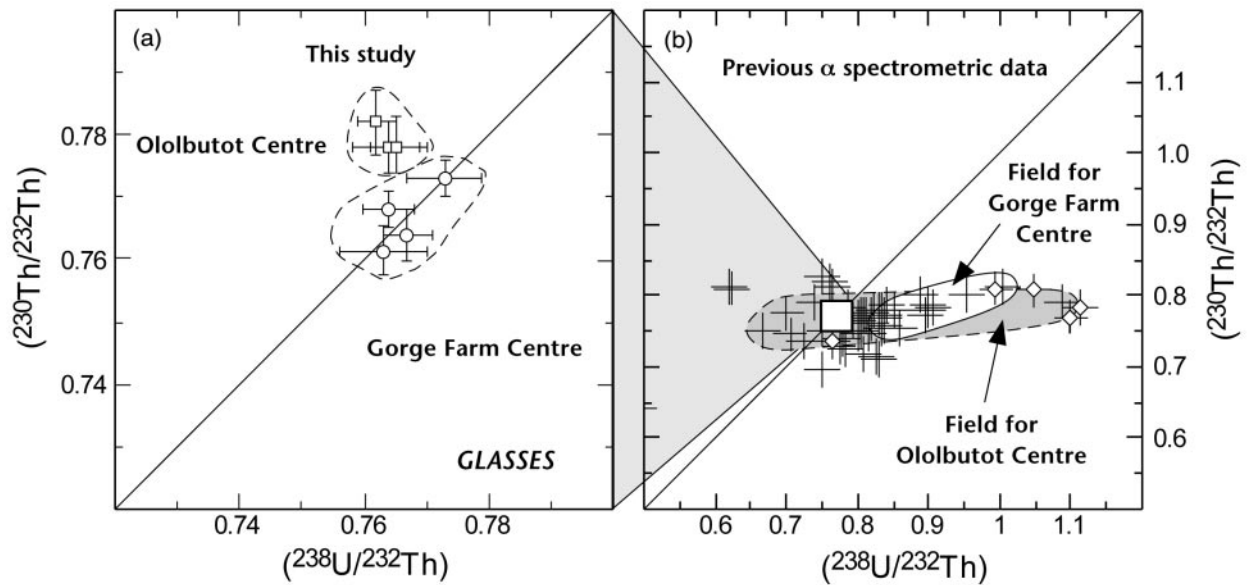 (a)
This study
Ololbutot Centre
Gorge Farm Centre
GLASSES
0.78
0.76
0.74
(²³⁰Th/²³²Th)
0.74
0.76
0.78
(²³⁸U/²³²Th)
(b)
Previous α spectrometric data
Field for
Gorge Farm
Centre
Field for
Ololbutot Centre
1.1
1.0
0.9
0.8
0.7
0.6
(²³⁰Th/²³²Th)
0.6
0.7
0.8
0.9
1
1.1
(²³⁸U/²³²Th)